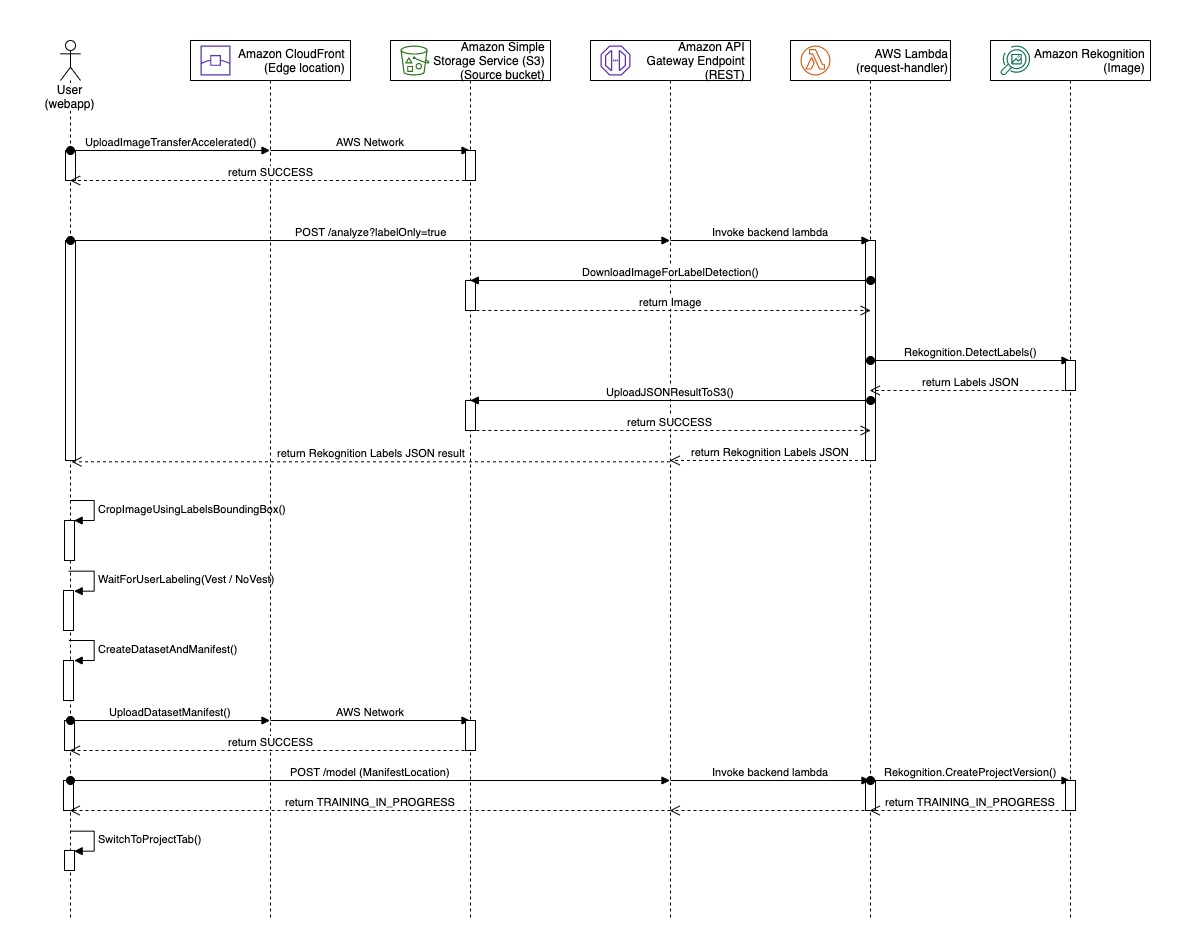 User
(webapp)
Amazon CloudFront
(Edge location)
Amazon Simple
Storage Service (S3)
(Source bucket)
Amazon API
Gateway Endpoint
(REST)
AWS Lambda
(request-handler)
Amazon Rekognition
(Image)
UploadImageTransferAccelerated()
AWS Network
return SUCCESS
POST /analyze?labelOnly=true
Invoke backend lambda
DownloadImageForLabelDetection()
return Image
Rekognition.DetectLabels()
return Labels JSON
UploadJSONResultToS3()
return SUCCESS
return Rekognition Labels JSON result
return Rekognition Labels JSON
CropImageUsingLabelsBoundingBox()
WaitForUserLabeling(Vest / NoVest)
CreateDatasetAndManifest()
UploadDatasetManifest()
AWS Network
return SUCCESS
POST /model (ManifestLocation)
Invoke backend lambda
Rekognition.CreateProjectVersion()
return TRAINING_IN_PROGRESS
return TRAINING_IN_PROGRESS
SwitchToProjectTab()